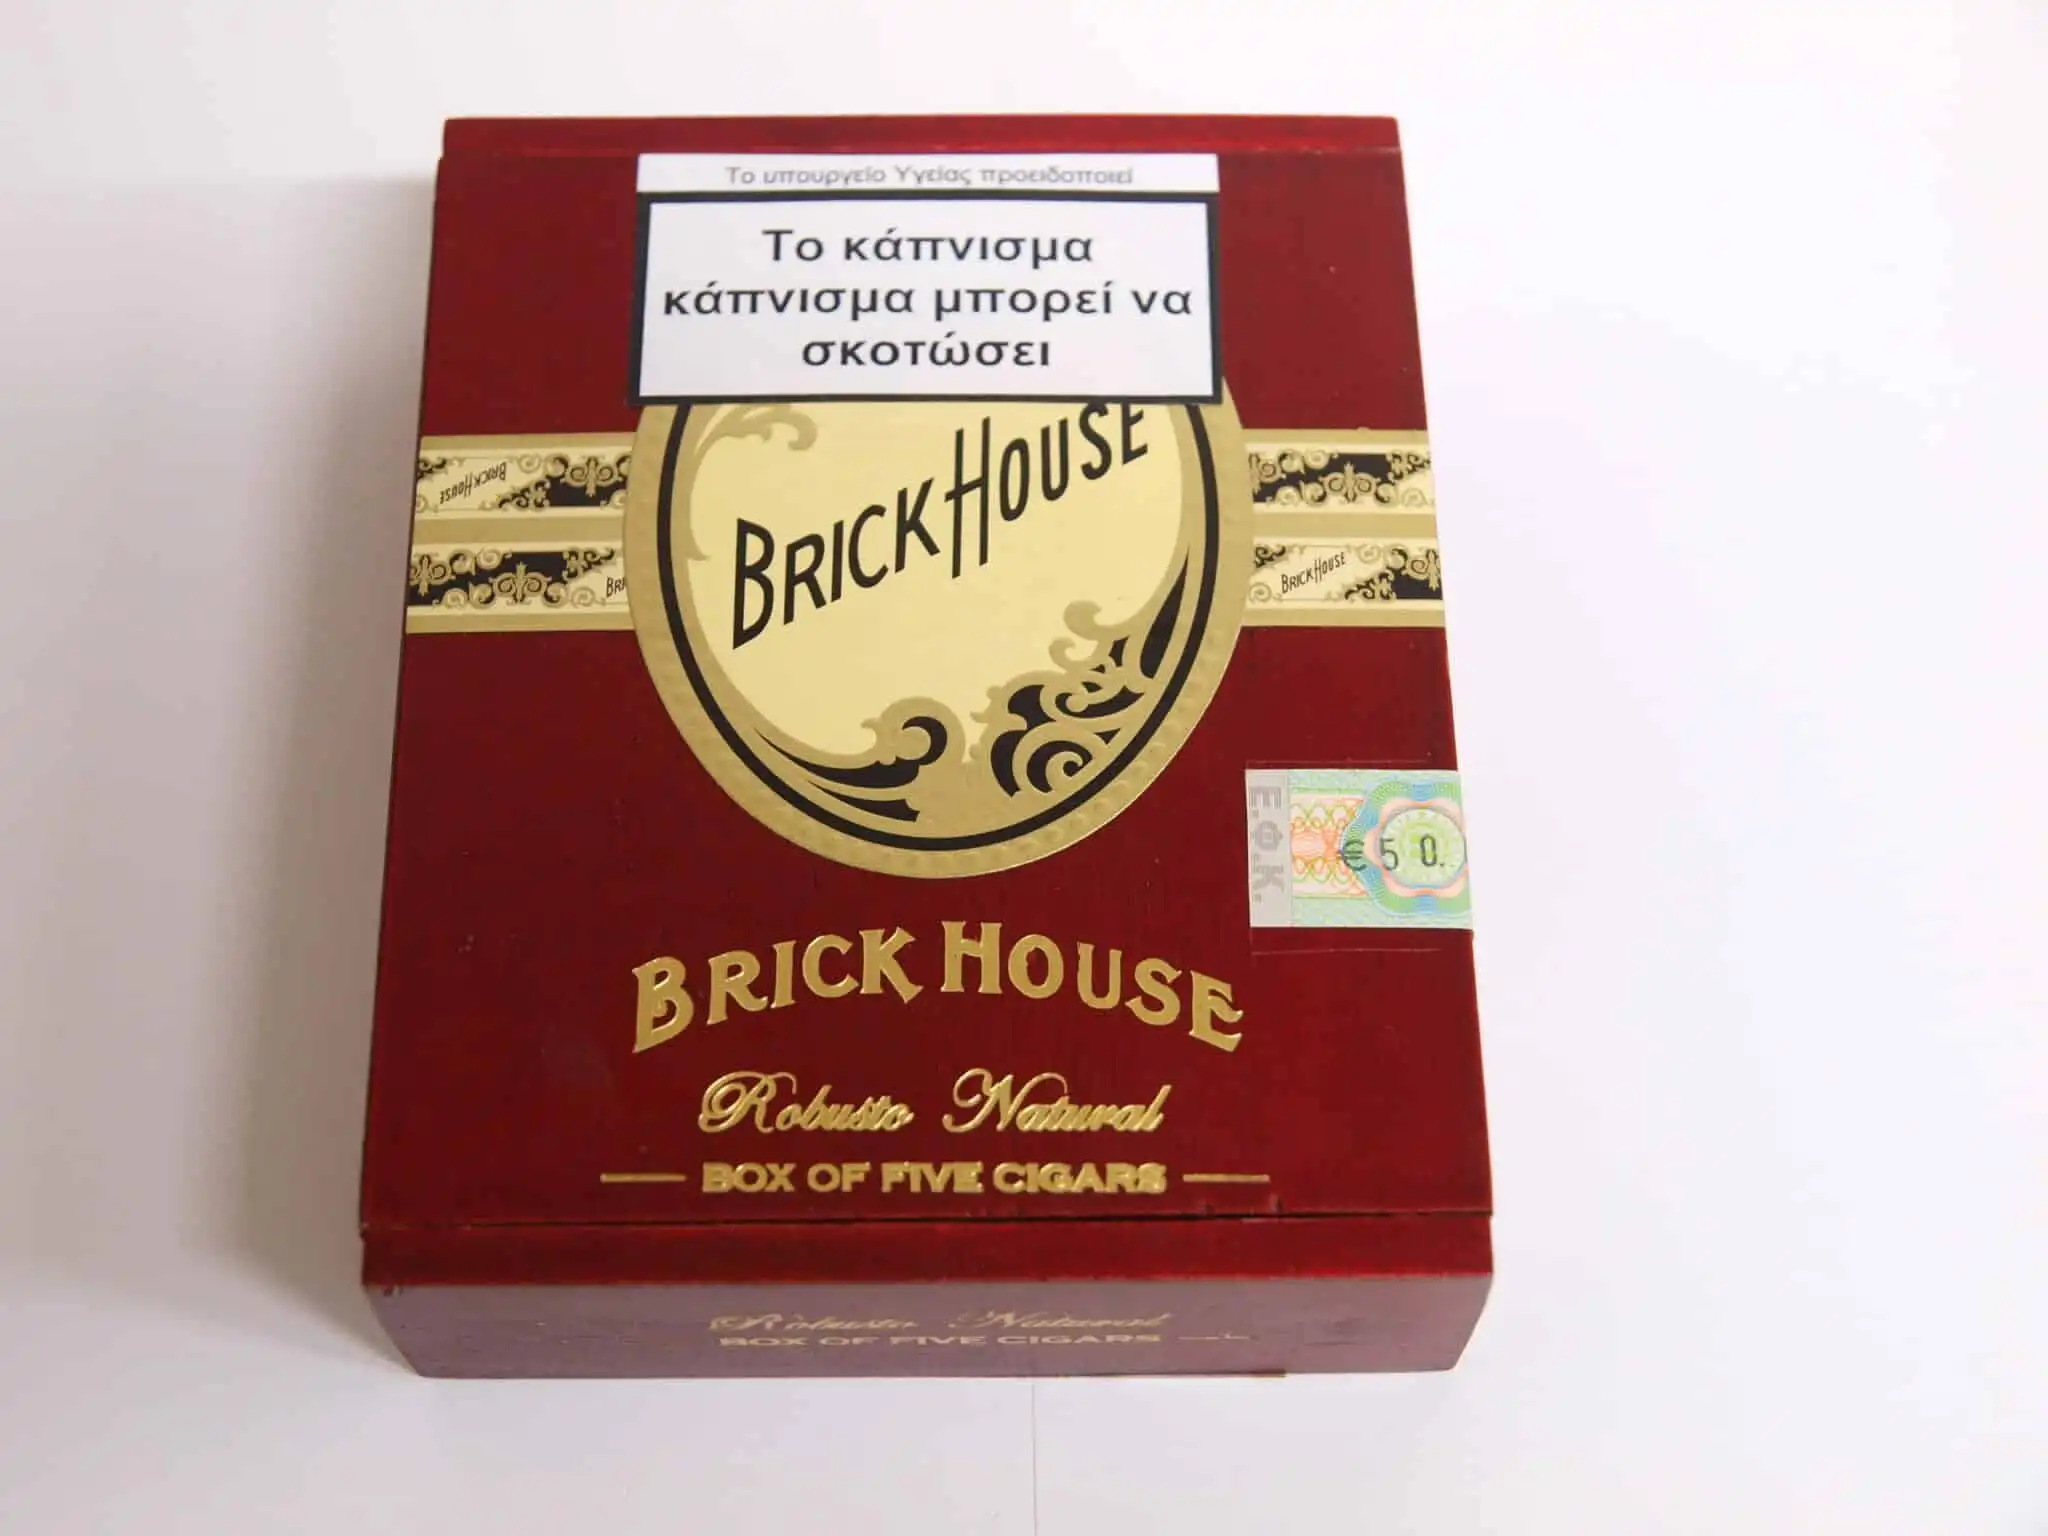 Το υπουργείο Υγείας προειδοποιεί
Το κάπνισμα
κάπνισμα μπορεί να
σκοτώσει
BRICK HOUSE
BRICK HOUSE
BRICK HOUSE
Ε.Φ.Κ.
€ 5 0.
BRICK HOUSE
Robusto Natural
BOX OF FIVE CIGARS
Robusto Natural
BOX OF FIVE CIGARS